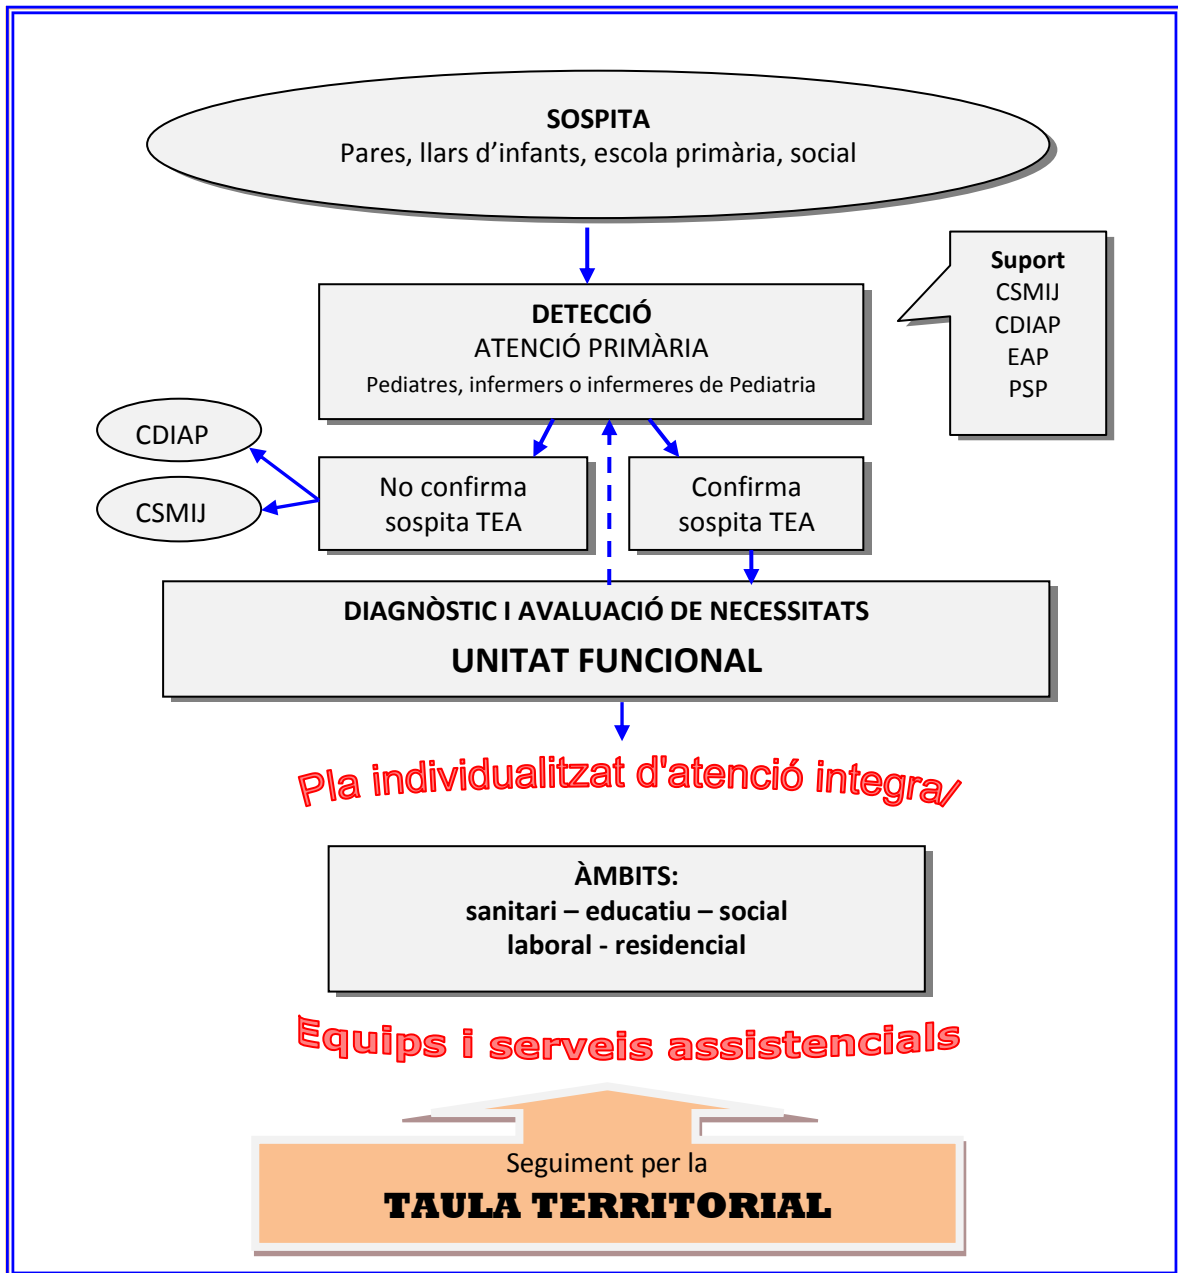 SOSPITA
Pares, llars d’infants, escola primària, social
Suport
CSMIJ
CDIAP
EAP
PSP
DETECCIÓ
ATENCIÓ PRIMÀRIA
Pediatres, infermers o infermeres de Pediatria
CDIAP
CSMIJ
No confirma
sospita TEA
Confirma
sospita TEA
DIAGNÒSTIC I AVALUACIÓ DE NECESSITATS
UNITAT FUNCIONAL
Pla individualitzat d'atenció integral
ÀMBITS:
sanitari – educatiu – social
laboral - residencial
Equips i serveis assistencials
Seguiment per la
TAULA TERRITORIAL